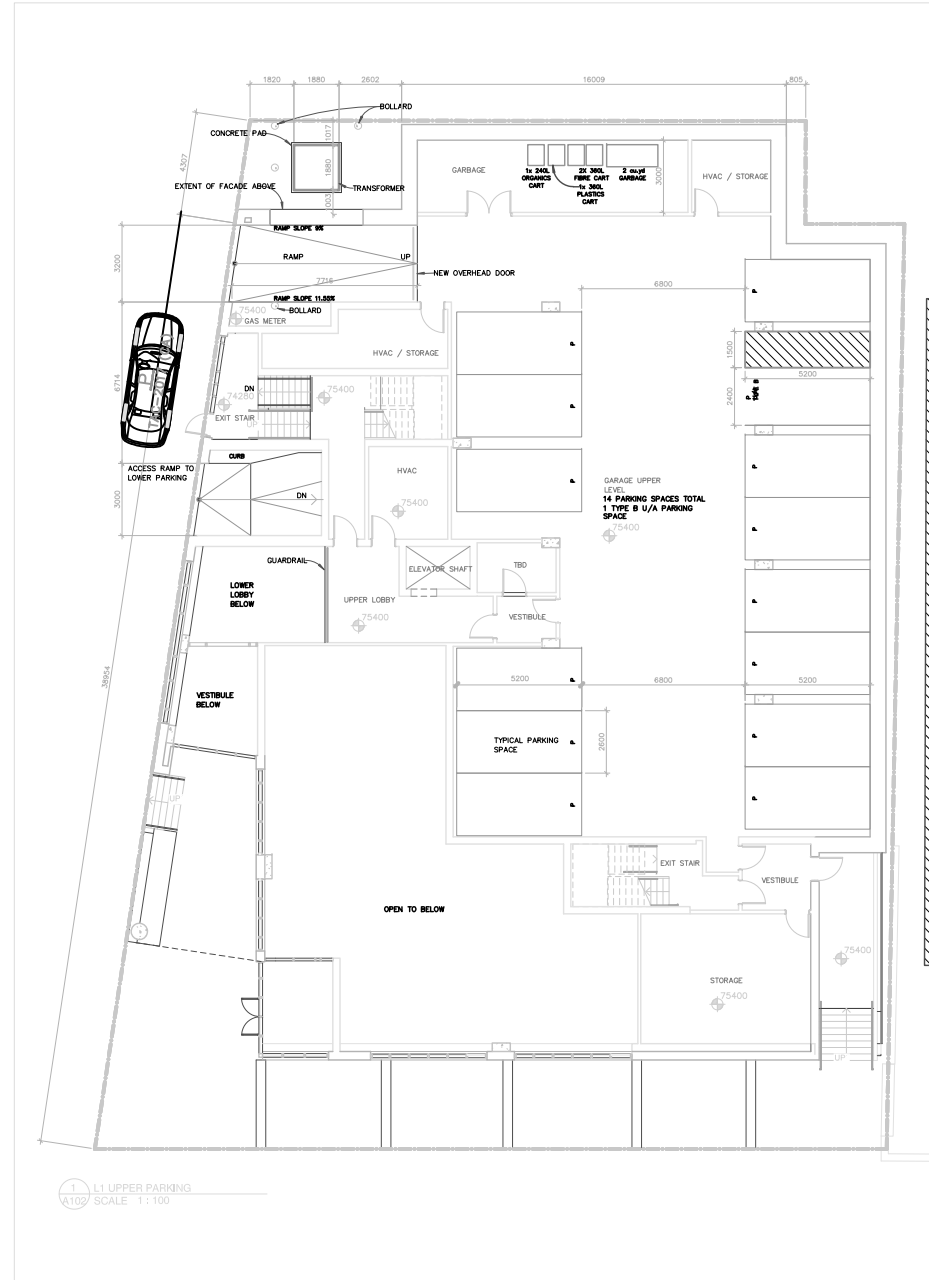 1820
1880
2602
16009
805
BOLLARD
CONCRETE PAD
1017
4307
1880
GARBAGE
1x 240L
ORGANICS
CART
2X 360L
FIBRE CART
2 cu.yd
GARBAGE
1x 360L
PLASTICS
CART
3000
HVAC / STORAGE
EXTENT OF FACADE ABOVE
TRANSFORMER
RAMP SLOPE 9%
3200
RAMP
UP
NEW OVERHEAD DOOR
7716
6800
P
RAMP SLOPE 11.55%
75400
BOLLARD
GAS METER
HVAC / STORAGE
P
1500
5200
6714
DN
75400
74280
2400
P
P
EXIT STAIR
UP
CURB
ACCESS RAMP TO
LOWER PARKING
HVAC
P
P
GARAGE UPPER
LEVEL
14 PARKING SPACES TOTAL
1 TYPE B U/A PARKING
SPACE
75400
3000
DN
75400
P
GUARDRAIL
ELEVATOR SHAFT
TBD
LOWER
LOBBY
BELOW
UPPER LOBBY
75400
VESTIBULE
P
38954
VESTIBULE
BELOW
5200
P
6800
P
5200
TYPICAL PARKING
SPACE
P
2600
P
UP
P
P
EXIT STAIR
VESTIBULE
OPEN TO BELOW
75400
STORAGE
75400
UP
1
A102
L1 UPPER PARKING
SCALE 1 : 100